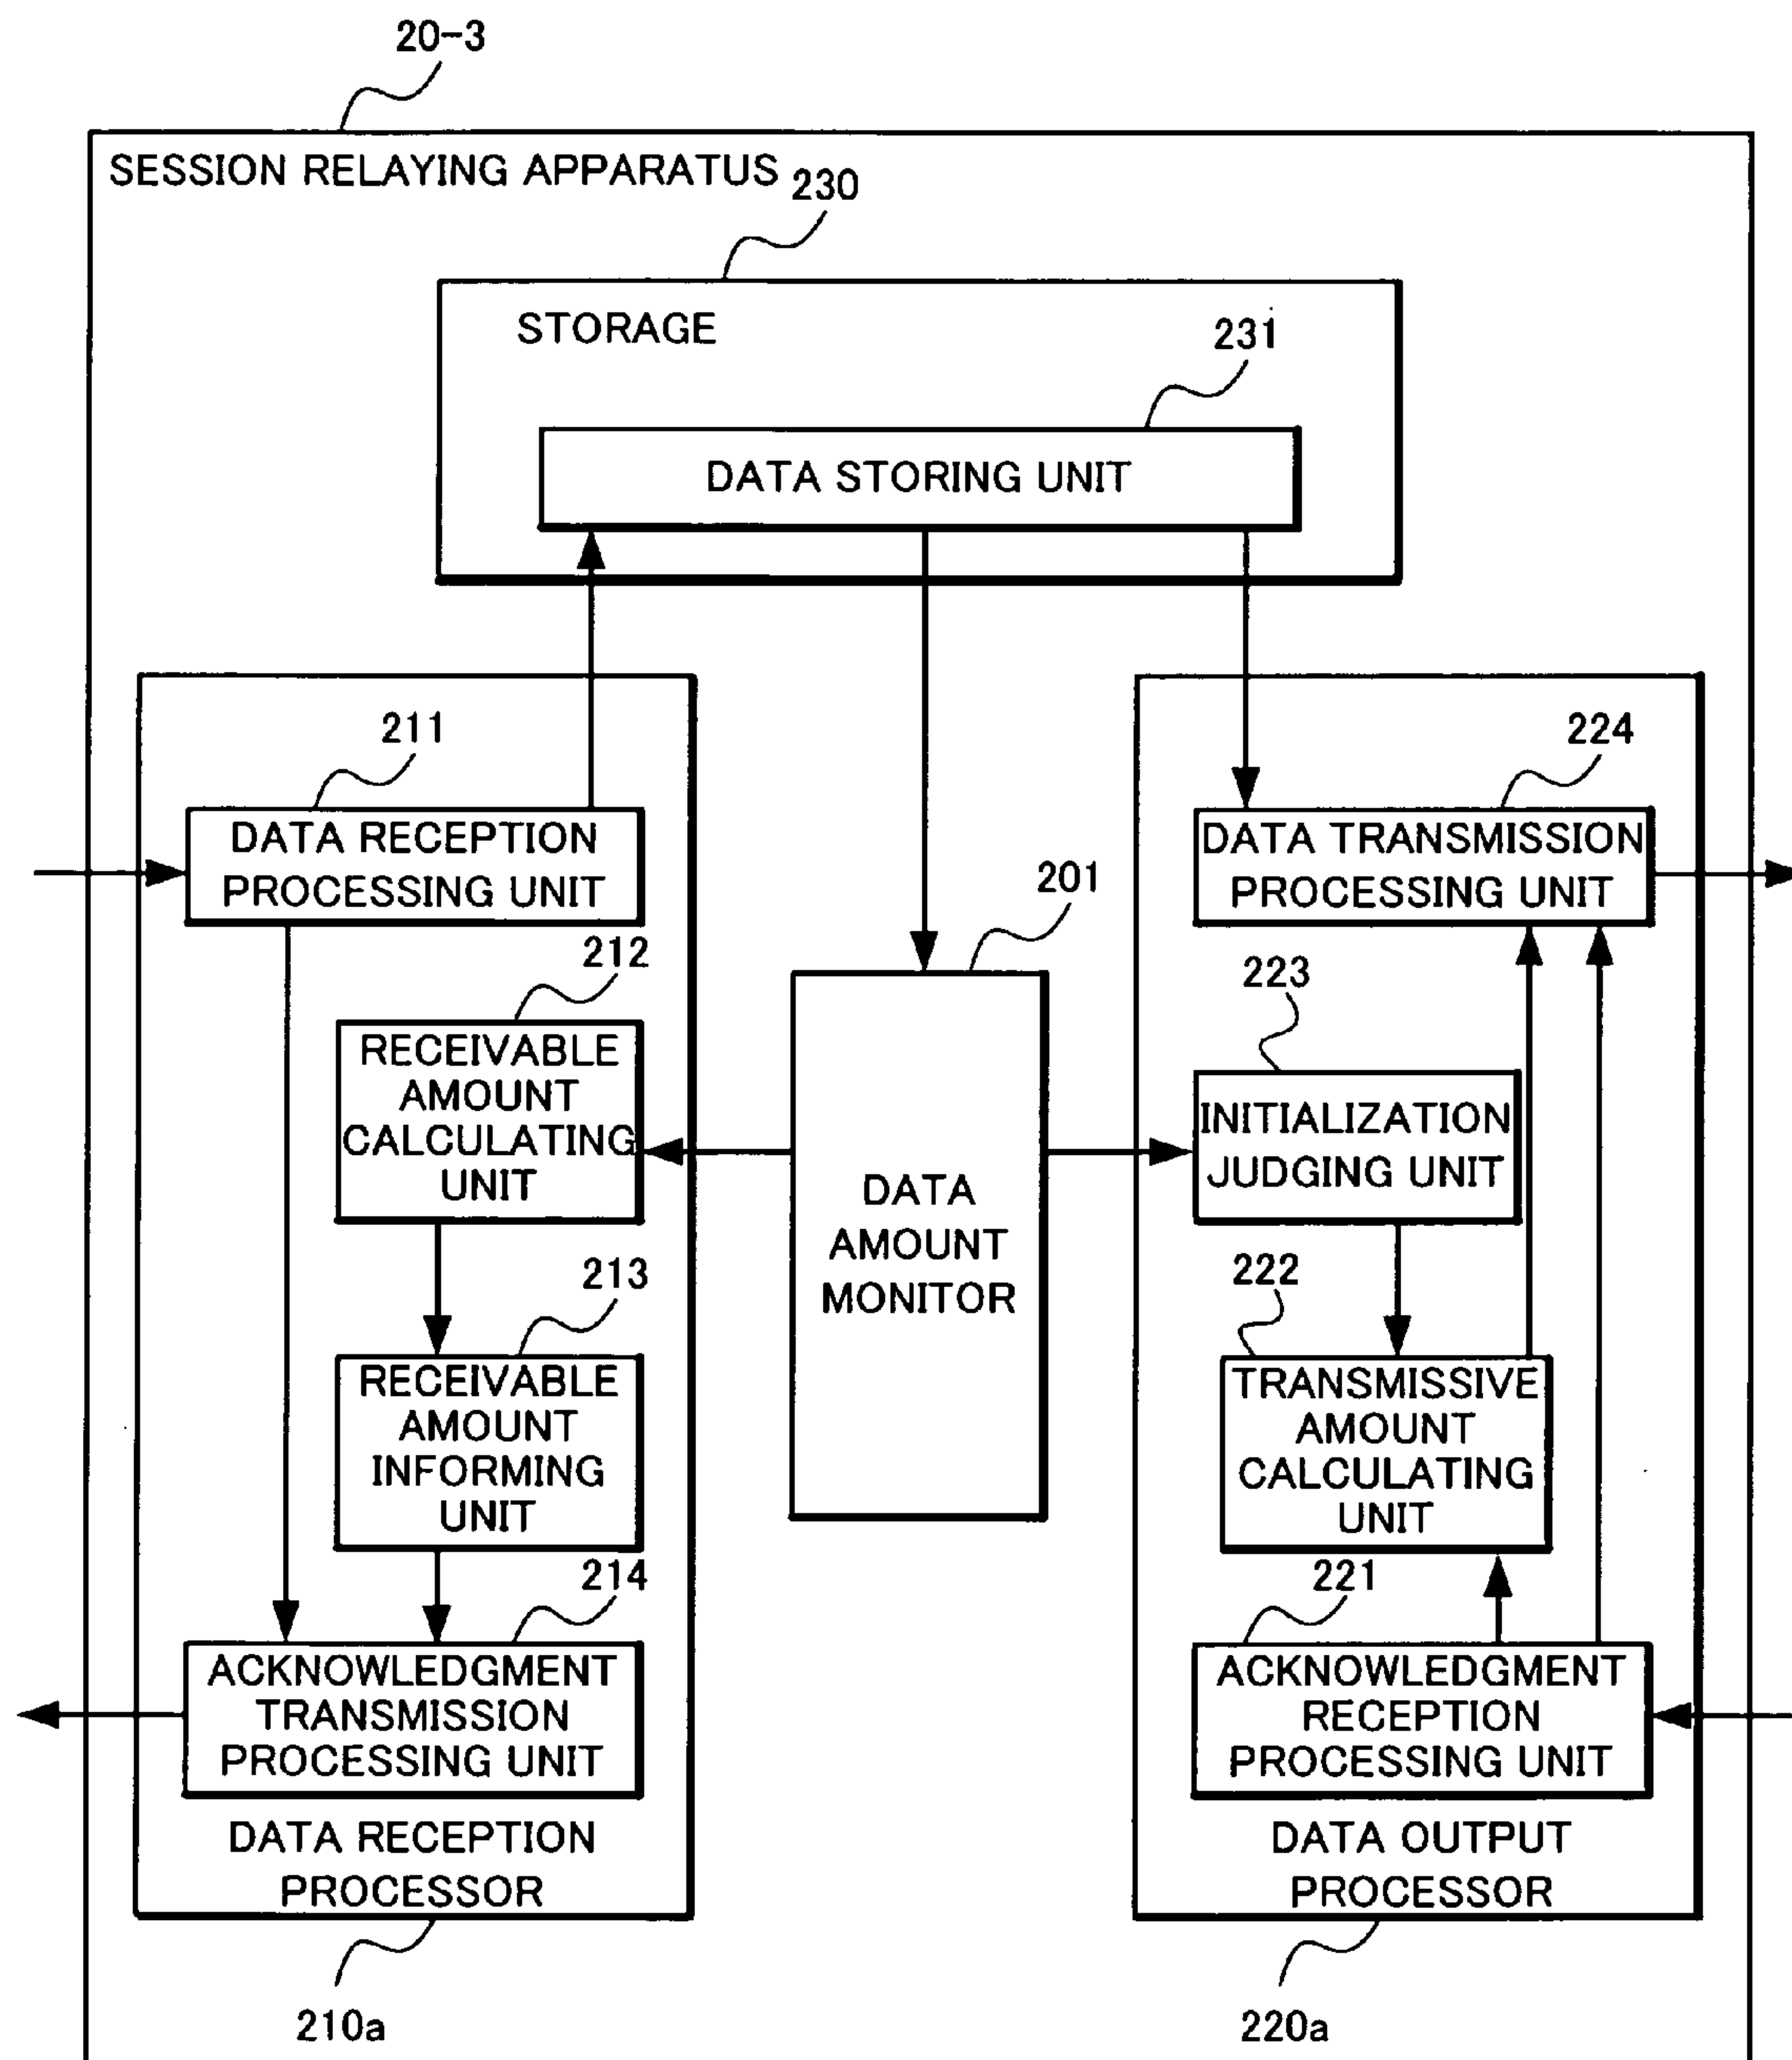 20-3
SESSION RELAYING APPARATUS
230
STORAGE
231
DATA STORING UNIT
211
DATA RECEPTION
PROCESSING UNIT
212
RECEIVABLE
AMOUNT
CALCULATING
UNIT
213
RECEIVABLE
AMOUNT
INFORMING
UNIT
214
ACKNOWLEDGMENT
TRANSMISSION
PROCESSING UNIT
DATA RECEPTION
PROCESSOR
210a
201
DATA
AMOUNT
MONITOR
224
DATA TRANSMISSION
PROCESSING UNIT
223
INITIALIZATION
JUDGING UNIT
222
TRANSMISSIVE
AMOUNT
CALCULATING
UNIT
221
ACKNOWLEDGMENT
RECEPTION
PROCESSING UNIT
DATA OUTPUT
PROCESSOR
220a